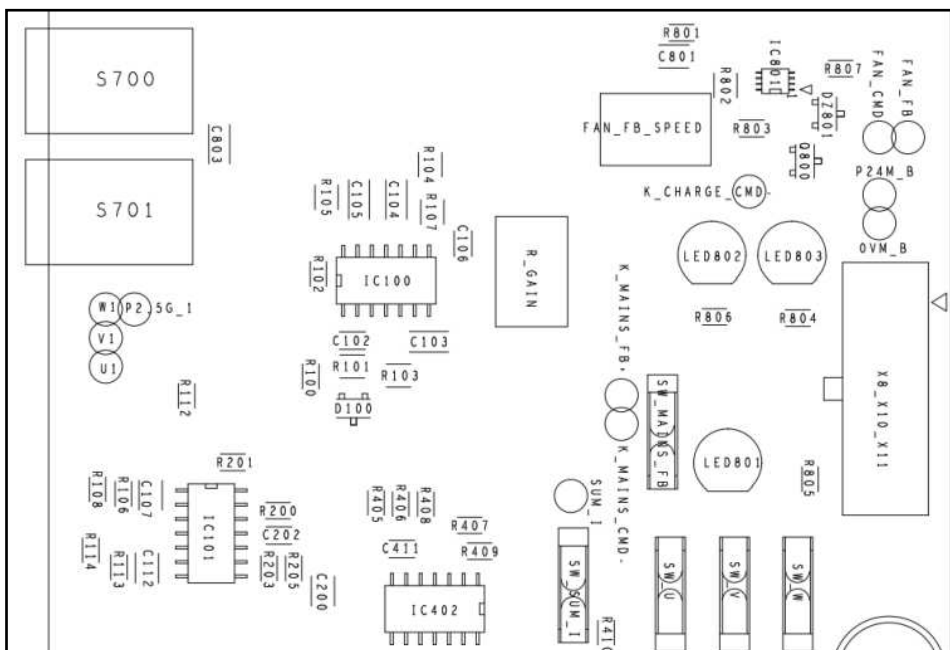 S700
S701
C803
R801
C801
R802
IC801
1
R807
DZ801
FAN_CMD
FAN_FB
FAN_FB_SPEED
R803
Q800
P24M_B
K_CHARGE_CMD
0VM_B
R104
R105
C105
C104
R107
C106
R102
IC100
R_GAIN
LED802
LED803
K_MAINS_FB
R806
R804
W1
P2.5G_1
V1
U1
C102
C103
R101
R103
R100
R112
D100
SW_MAINS_FB
X8_X10_X11
R201
K_MAINS_CMD
LED801
R805
R108
R106
C107
IC101
R200
C202
R405
R406
R408
R407
R409
SUM_I
R114
R113
C112
R203
R205
C200
C411
IC402
SW_SUM_I
SW_U
SW_V
SW_W
R410